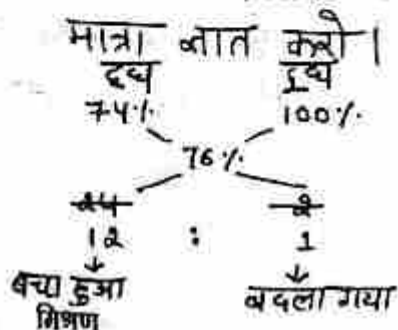 मात्रा ज्ञात करो।
दूध दूध
74% 100%
76%
24 2
12 : 1
बचा हुआ बदला गया
मिश्रण